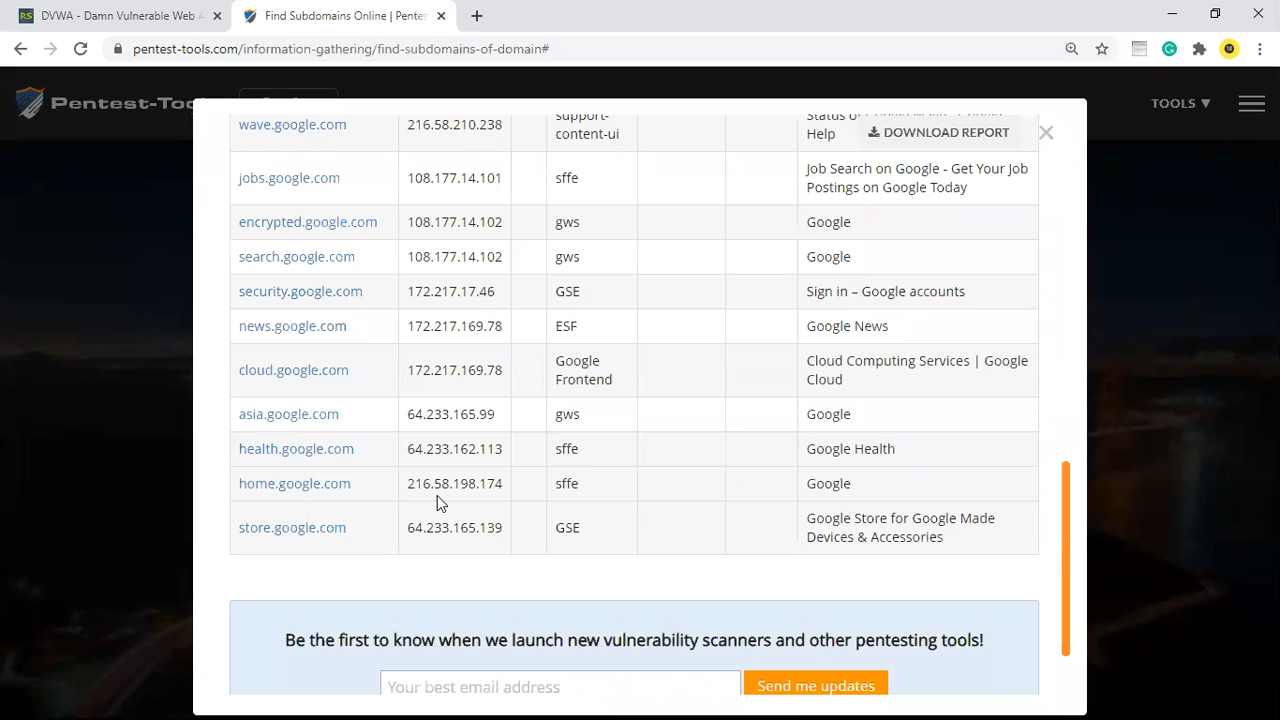 DVWA - Damn Vulnerable Web A
Find Subdomains Online | Pentest-
pentest-tools.com/information-gathering/find-subdomains-of-domain#
Pentest-To
TOOLS ▼
DOWNLOAD REPORT
wave.google.com 216.58.210.238 support-
content-ui
Help
jobs.google.com 108.177.14.101 sffe Job Search on Google - Get Your Job
Postings on Google Today
encrypted.google.com 108.177.14.102 gws Google
search.google.com 108.177.14.102 gws Google
security.google.com 172.217.17.46 GSE Sign in – Google accounts
news.google.com 172.217.169.78 ESF Google News
cloud.google.com 172.217.169.78 Google
Frontend Cloud Computing Services | Google
Cloud
asia.google.com 64.233.165.99 gws Google
health.google.com 64.233.162.113 sffe Google Health
home.google.com 216.58.198.174 sffe Google
store.google.com 64.233.165.139 GSE Google Store for Google Made
Devices & Accessories
Be the first to know when we launch new vulnerability scanners and other pentesting tools!
Your best email address
Send me updates